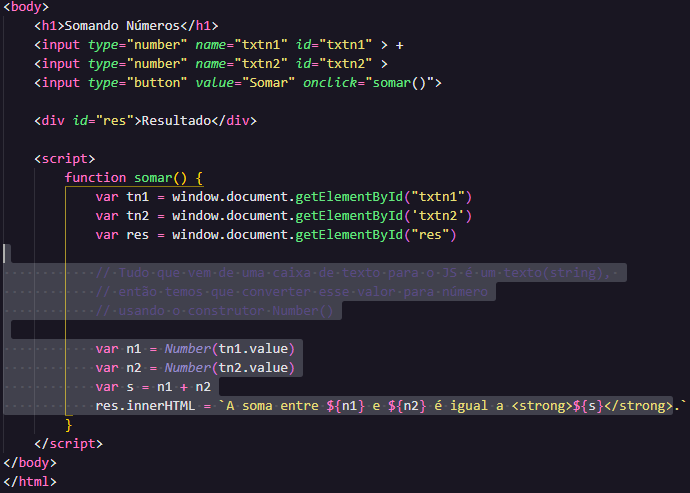 <body>
<h1>Somando Números</h1>
<input type="number" name="txtn1" id="txtn1" > +
<input type="number" name="txtn2" id="txtn2" >
<input type="button" value="Somar" onclick="somar()">
<div id="res">Resultado</div>
<script>
function somar() {
var tn1 = window.document.getElementById("txtn1")
var tn2 = window.document.getElementById('txtn2')
var res = window.document.getElementById("res")
// Tudo que vem de uma caixa de texto para o JS é um texto(string),
// então temos que converter esse valor para número
// usando o construtor Number()
var n1 = Number(tn1.value)
var n2 = Number(tn2.value)
var s = n1 + n2
res.innerHTML = `A soma entre ${n1} e ${n2} é igual a <strong>${s}</strong>.`
}
</script>
</body>
</html>